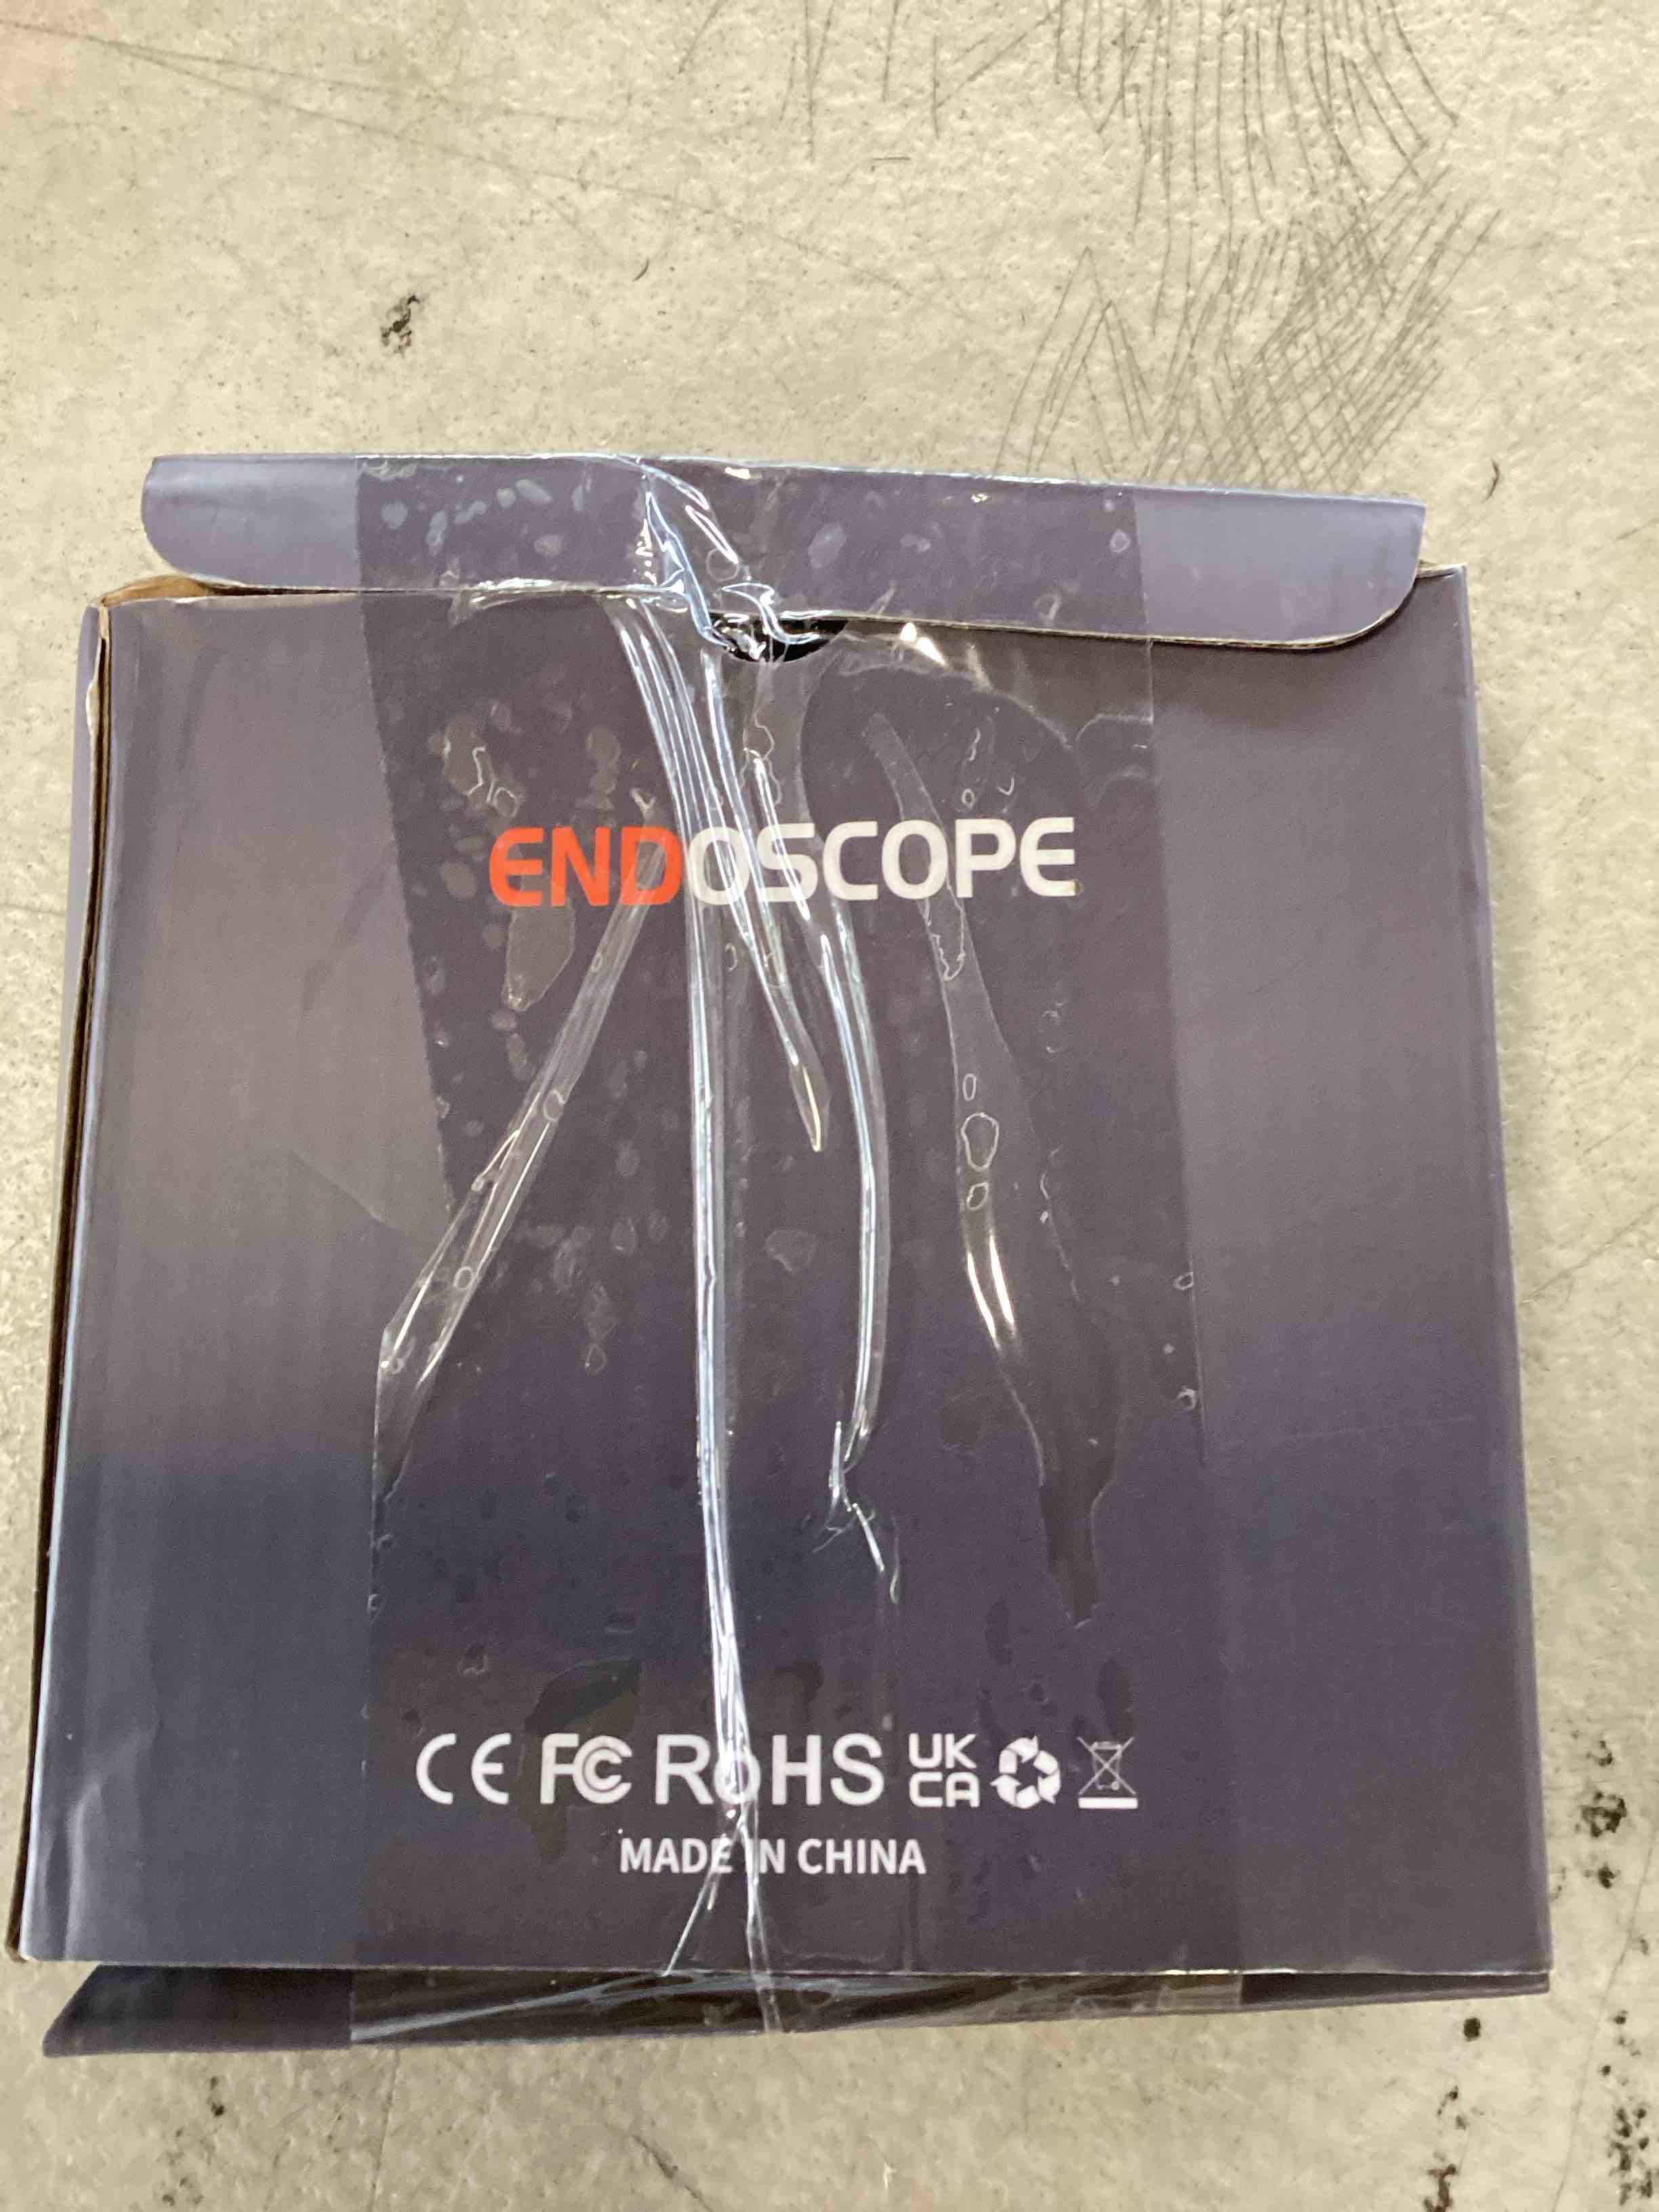 ENDOSCOPE
CE FC RoHS UK CA
MADE IN CHINA